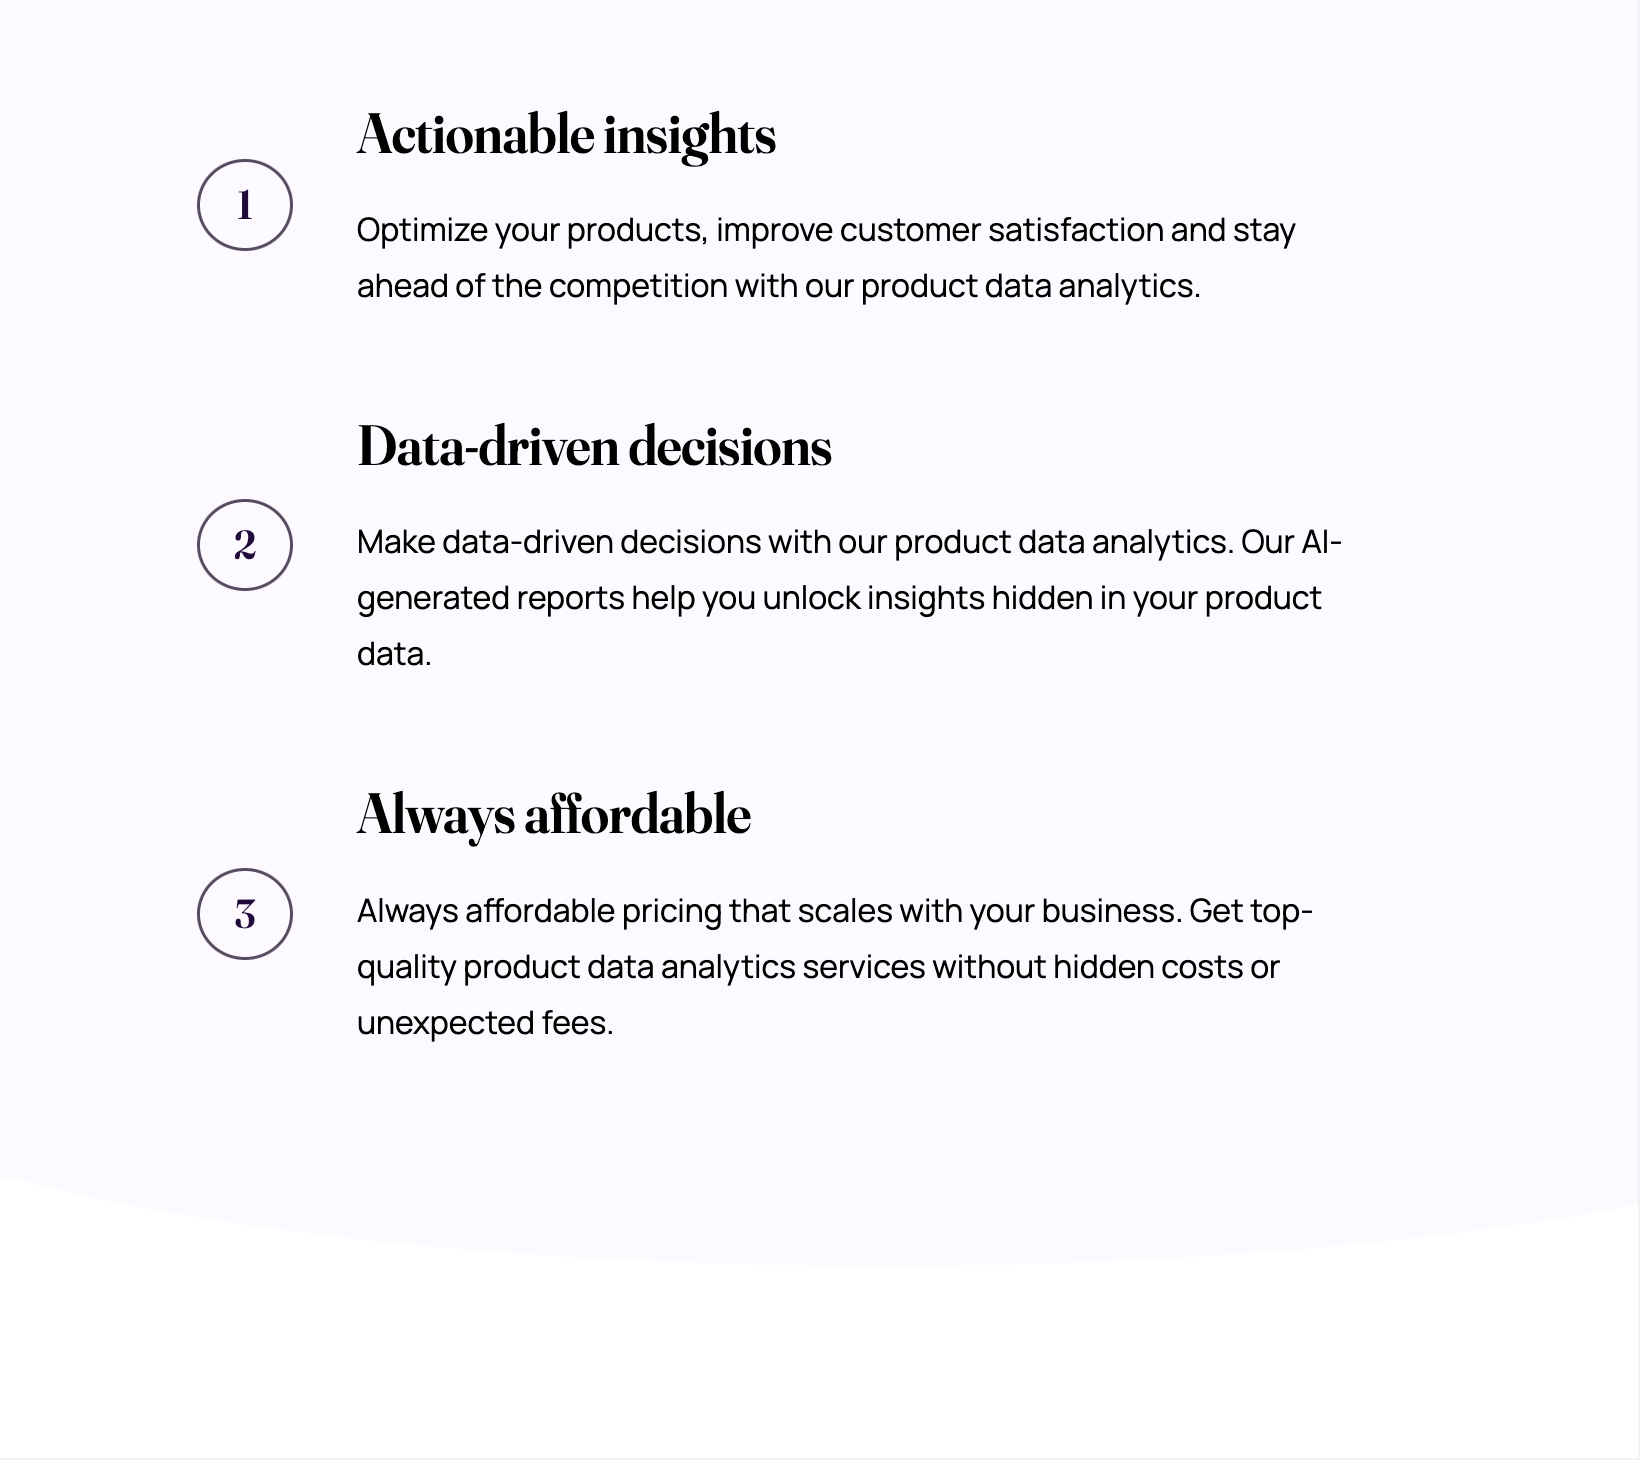 Actionable insights
1
Optimize your products, improve customer satisfaction and stay
ahead of the competition with our product data analytics.
Data-driven decisions
2
Make data-driven decisions with our product data analytics. Our AI-
generated reports help you unlock insights hidden in your product
data.
Always affordable
3
Always affordable pricing that scales with your business. Get top-
quality product data analytics services without hidden costs or
unexpected fees.